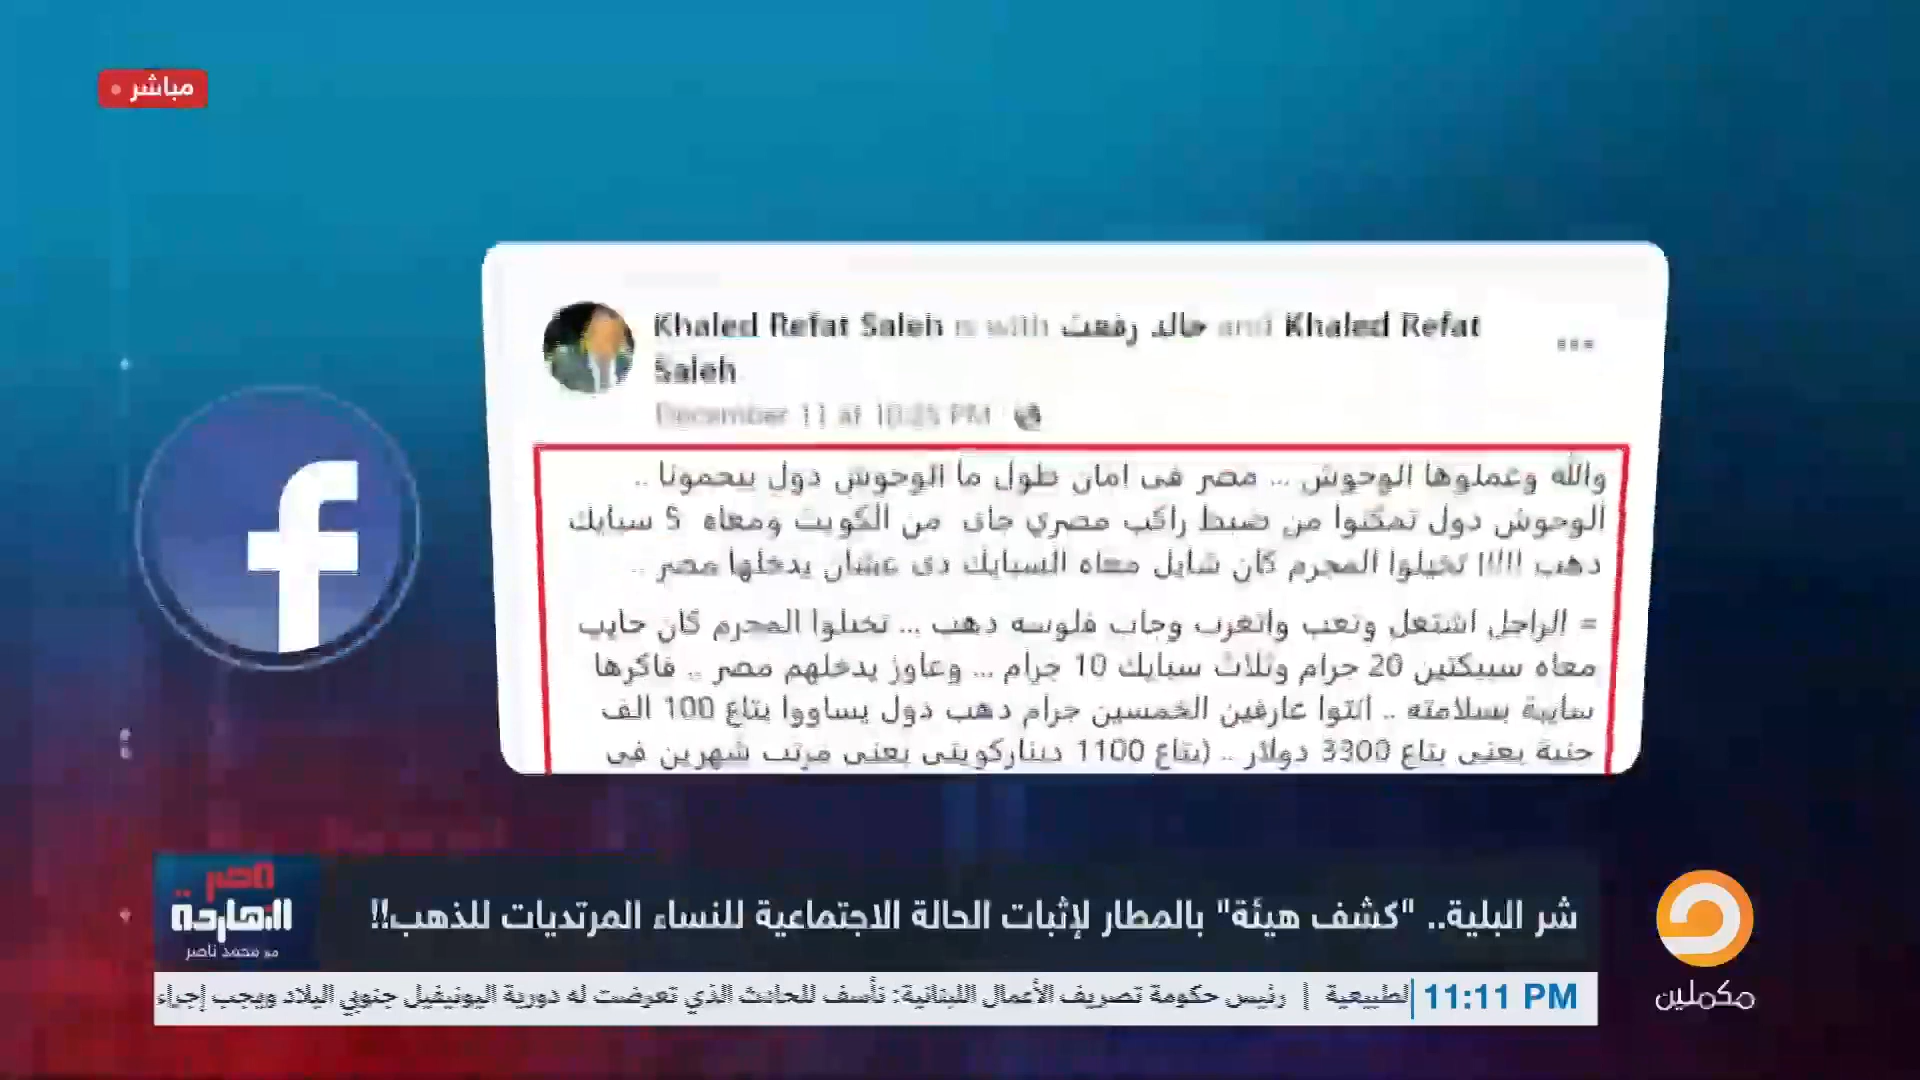 مباشر
Khaled Refat Saleh is with خالد رفعت and Khaled Refat
Saleh
December 11 at 10:25 PM
والله وعملوها الوحوش ... مصر فى امان طول ما الوحوش دول بيحمونا ..
الوحوش دول تمكنوا من ضبط راكب مصري جاى من الكويت ومعاه 5 سبايك
دهب !!!!! تخيلوا المجرم كان شايل معاه السبايك دى عشان يدخلها مصر ..
= الراجل اشتغل وتعب واتغرب وجاب فلوسه دهب ... تخيلوا المجرم كان جايب
معاه سبيكتين 20 جرام وثلاث سبايك 10 جرام ... وعاوز يدخلهم مصر .. فاكرها
سايبة بسلامته .. انتوا عارفين الخمسين جرام دهب دول يساووا بتاع 100 الف
جنية يعنى بتاع 3300 دولار .. (بتاع 1100 ديناركويتى يعنى مرتب شهرين فى
مصر النهاردة
مع محمد ناصر
شر البلية.. "كشف هيئة" بالمطار لإثبات الحالة الاجتماعية للنساء المرتديات للذهب!!
11:11 PM
لطبيعية | رئيس حكومة تصريف الأعمال اللبنانية: نأسف للحادث الذي تعرضت له دورية اليونيفيل جنوبي البلاد ويجب إجراء
مكملين